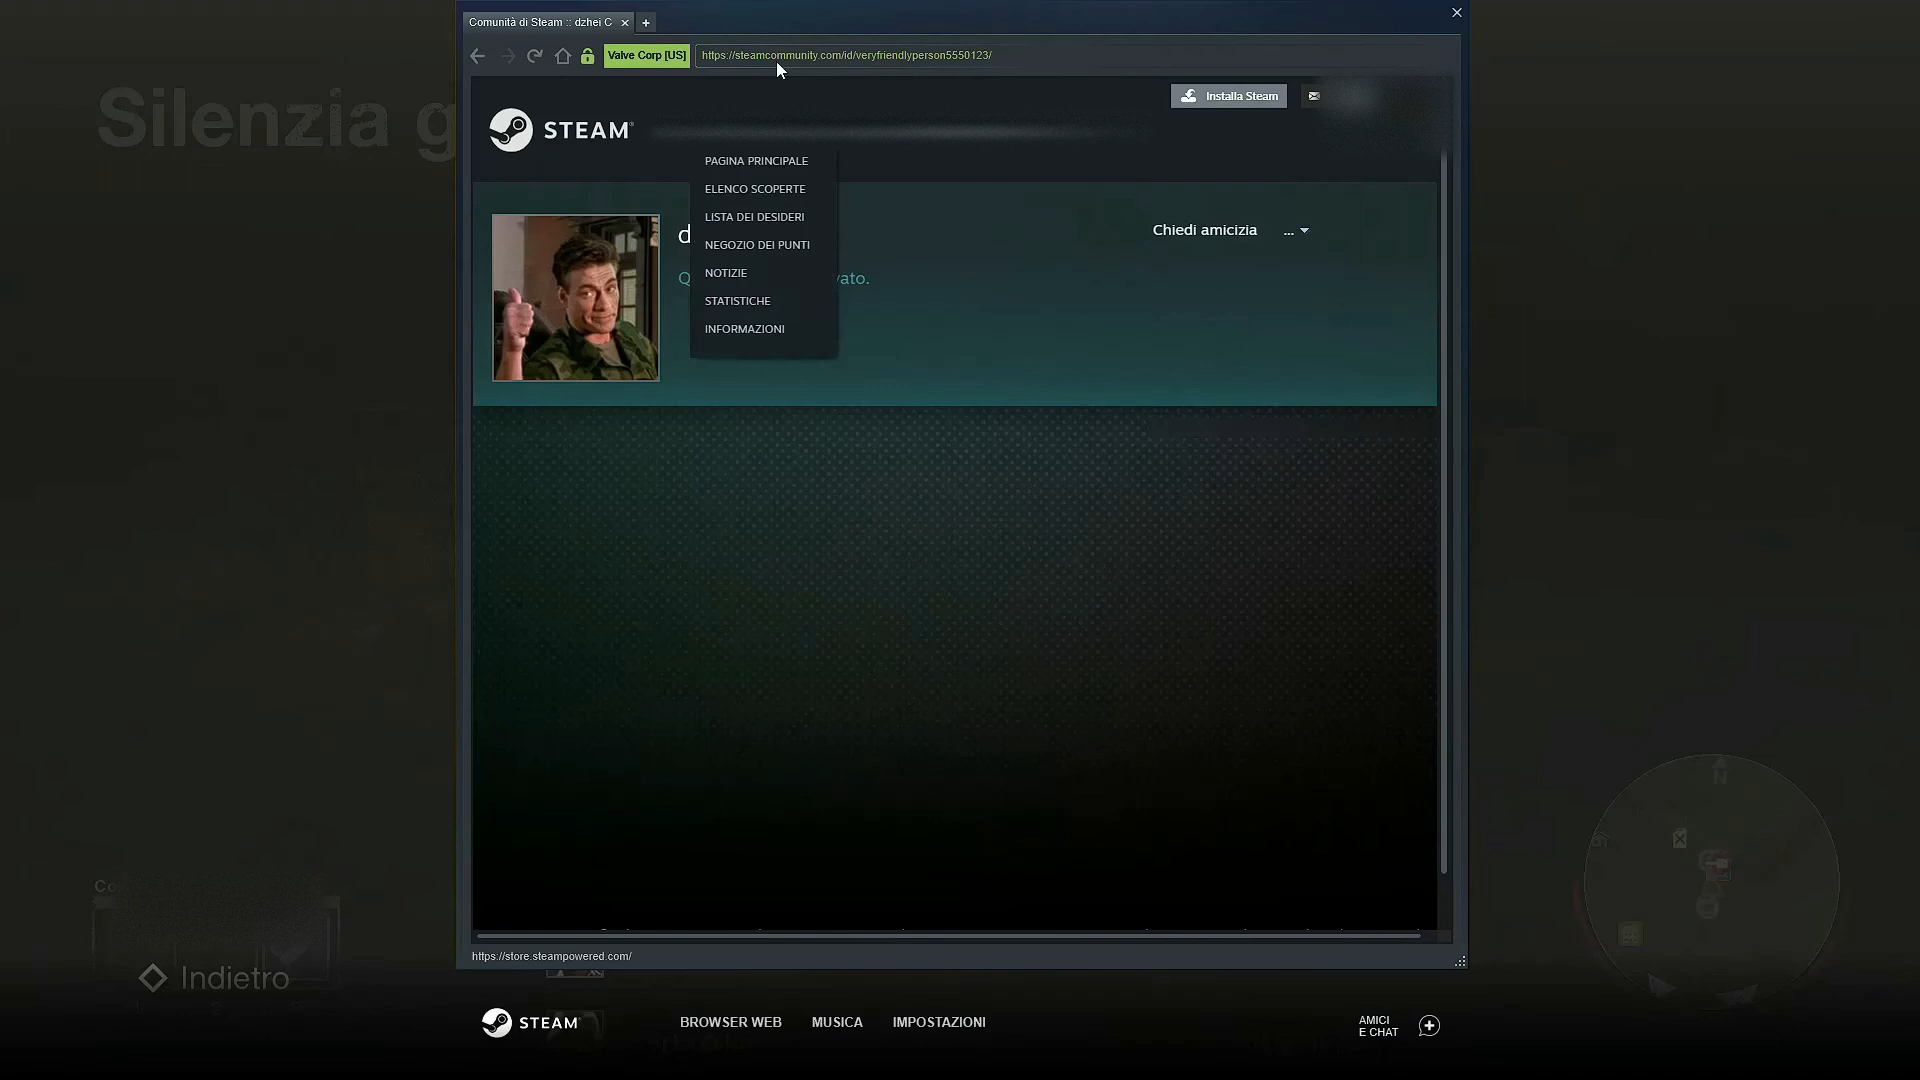 Comunità di Steam :: dzhei C
Valve Corp [US]
https://steamcommunity.com/id/veryfriendlyperson5550123/
Silenzia g
Installa Steam
STEAM
PAGINA PRINCIPALE
ELENCO SCOPERTE
LISTA DEI DESIDERI
NEGOZIO DEI PUNTI
NOTIZIE
STATISTICHE
INFORMAZIONI
d
Chiedi amicizia ...
Q vato.
N
https://store.steampowered.com/
Indietro
STEAM
BROWSER WEB
MUSICA
IMPOSTAZIONI
AMICI
E CHAT